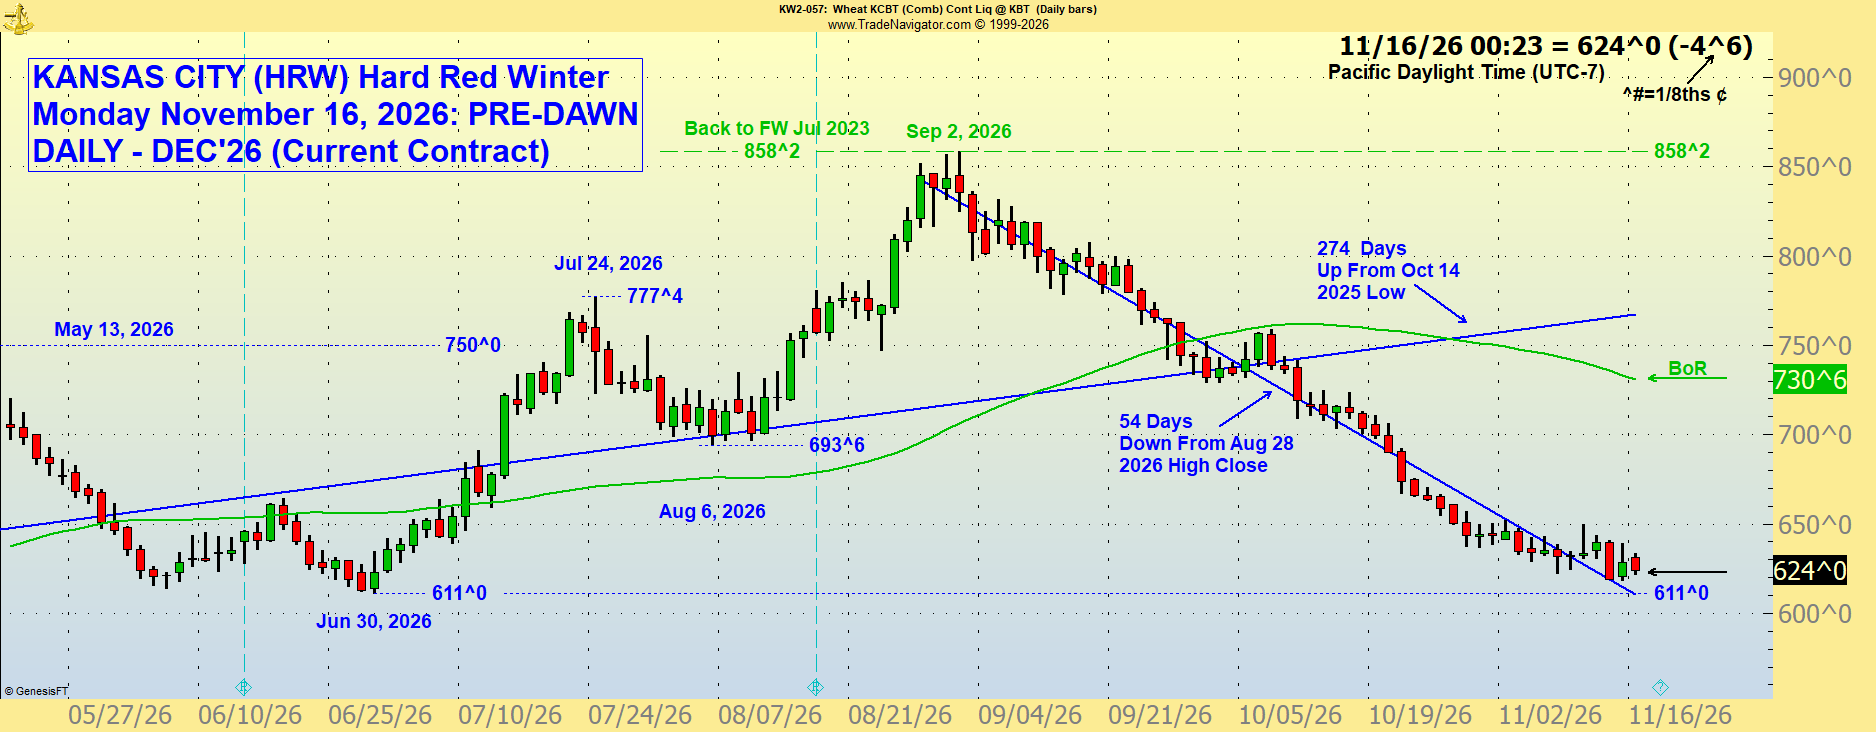 KW2-057: Wheat KCBT (Comb) Cont Liq @ KBT (Daily bars)
www.TradeNavigator.com © 1999-2026
KANSAS CITY (HRW) Hard Red Winter
Monday November 16, 2026: PRE-DAWN
DAILY - DEC'26 (Current Contract)
11/16/26 00:23 = 624^0 (-4^6)
Pacific Daylight Time (UTC-7)
^#=1/8ths ¢
Back to FW Jul 2023
858^2
Sep 2, 2026
858^2
Jul 24, 2026
777^4
May 13, 2026
750^0
274 Days
Up From Oct 14
2025 Low
BoR
54 Days
Down From Aug 28
2026 High Close
693^6
Aug 6, 2026
611^0
Jun 30, 2026
611^0
900^0
850^0
800^0
750^0
730^6
700^0
650^0
624^0
600^0
R
R
?
© GenesisFT
05/27/26 06/10/26 06/25/26 07/10/26 07/24/26 08/07/26 08/21/26 09/04/26 09/21/26 10/05/26 10/19/26 11/02/26 11/16/26